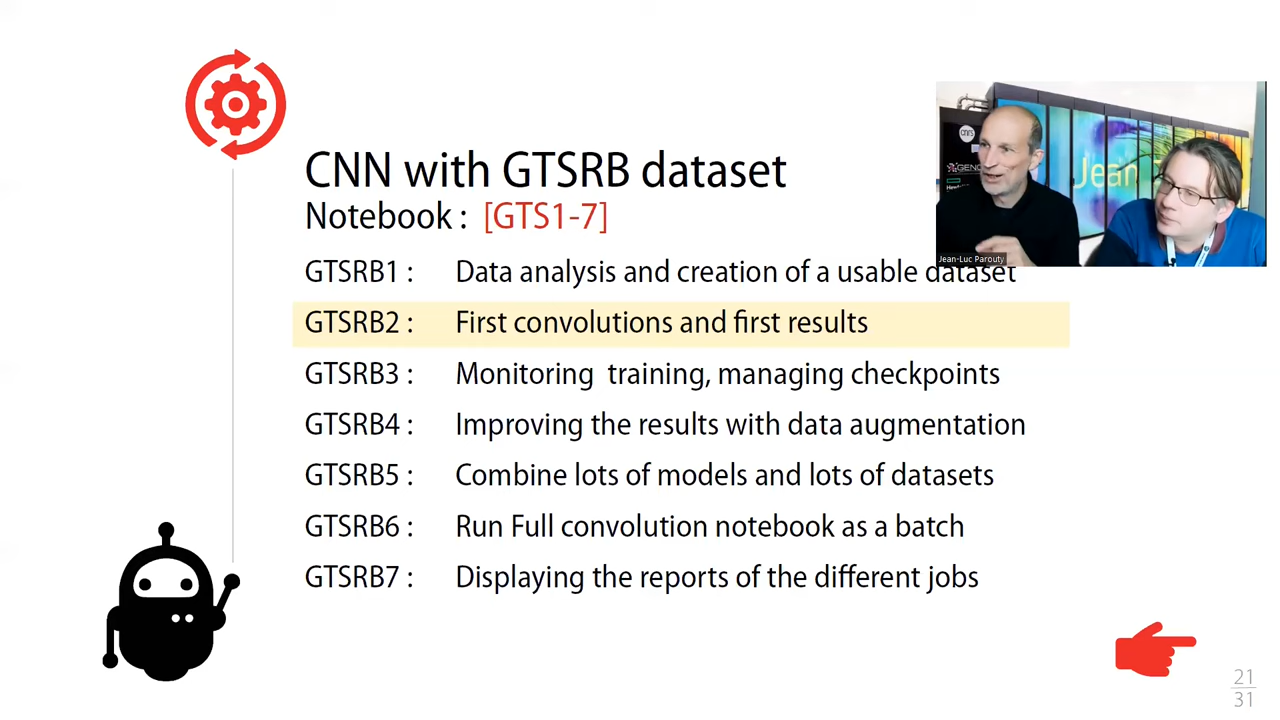 CNN with GTSRB dataset
Notebook : [GTS1-7]
GTSRB1 : Data analysis and creation of a usable dataset
GTSRB2 : First convolutions and first results
GTSRB3 : Monitoring training, managing checkpoints
GTSRB4 : Improving the results with data augmentation
GTSRB5 : Combine lots of models and lots of datasets
GTSRB6 : Run Full convolution notebook as a batch
GTSRB7 : Displaying the reports of the different jobs
cnrs
GENCI
Jean
Jean-Luc Parouty
21
31